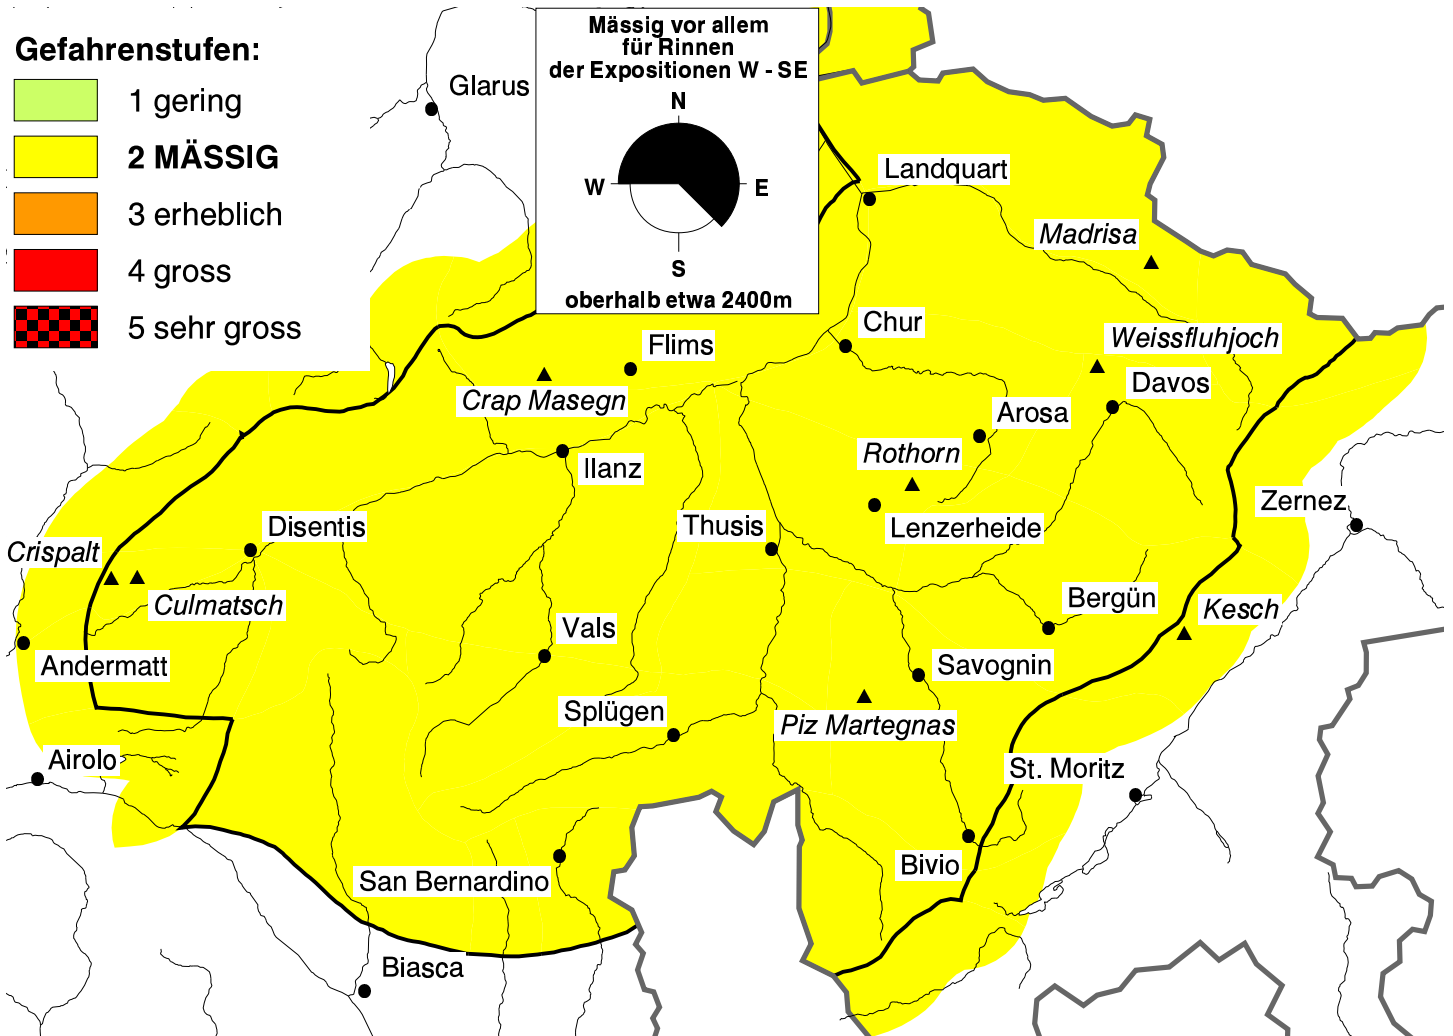 Gefahrenstufen:
1 gering
2 MÄSSIG
3 erheblich
4 gross
5 sehr gross
Mässig vor allem
für Rinnen
der Expositionen W - SE
N
W
E
S
oberhalb etwa 2400m
Glarus
Landquart
Madrisa
Chur
Weissfluhjoch
Flims
Davos
Crap Masegn
Arosa
Rothorn
Ilanz
Zernez
Disentis
Thusis
Lenzerheide
Crispalt
Culmatsch
Bergün
Kesch
Vals
Andermatt
Savognin
Splügen
Piz Martegnas
Airolo
St. Moritz
Bivio
San Bernardino
Biasca